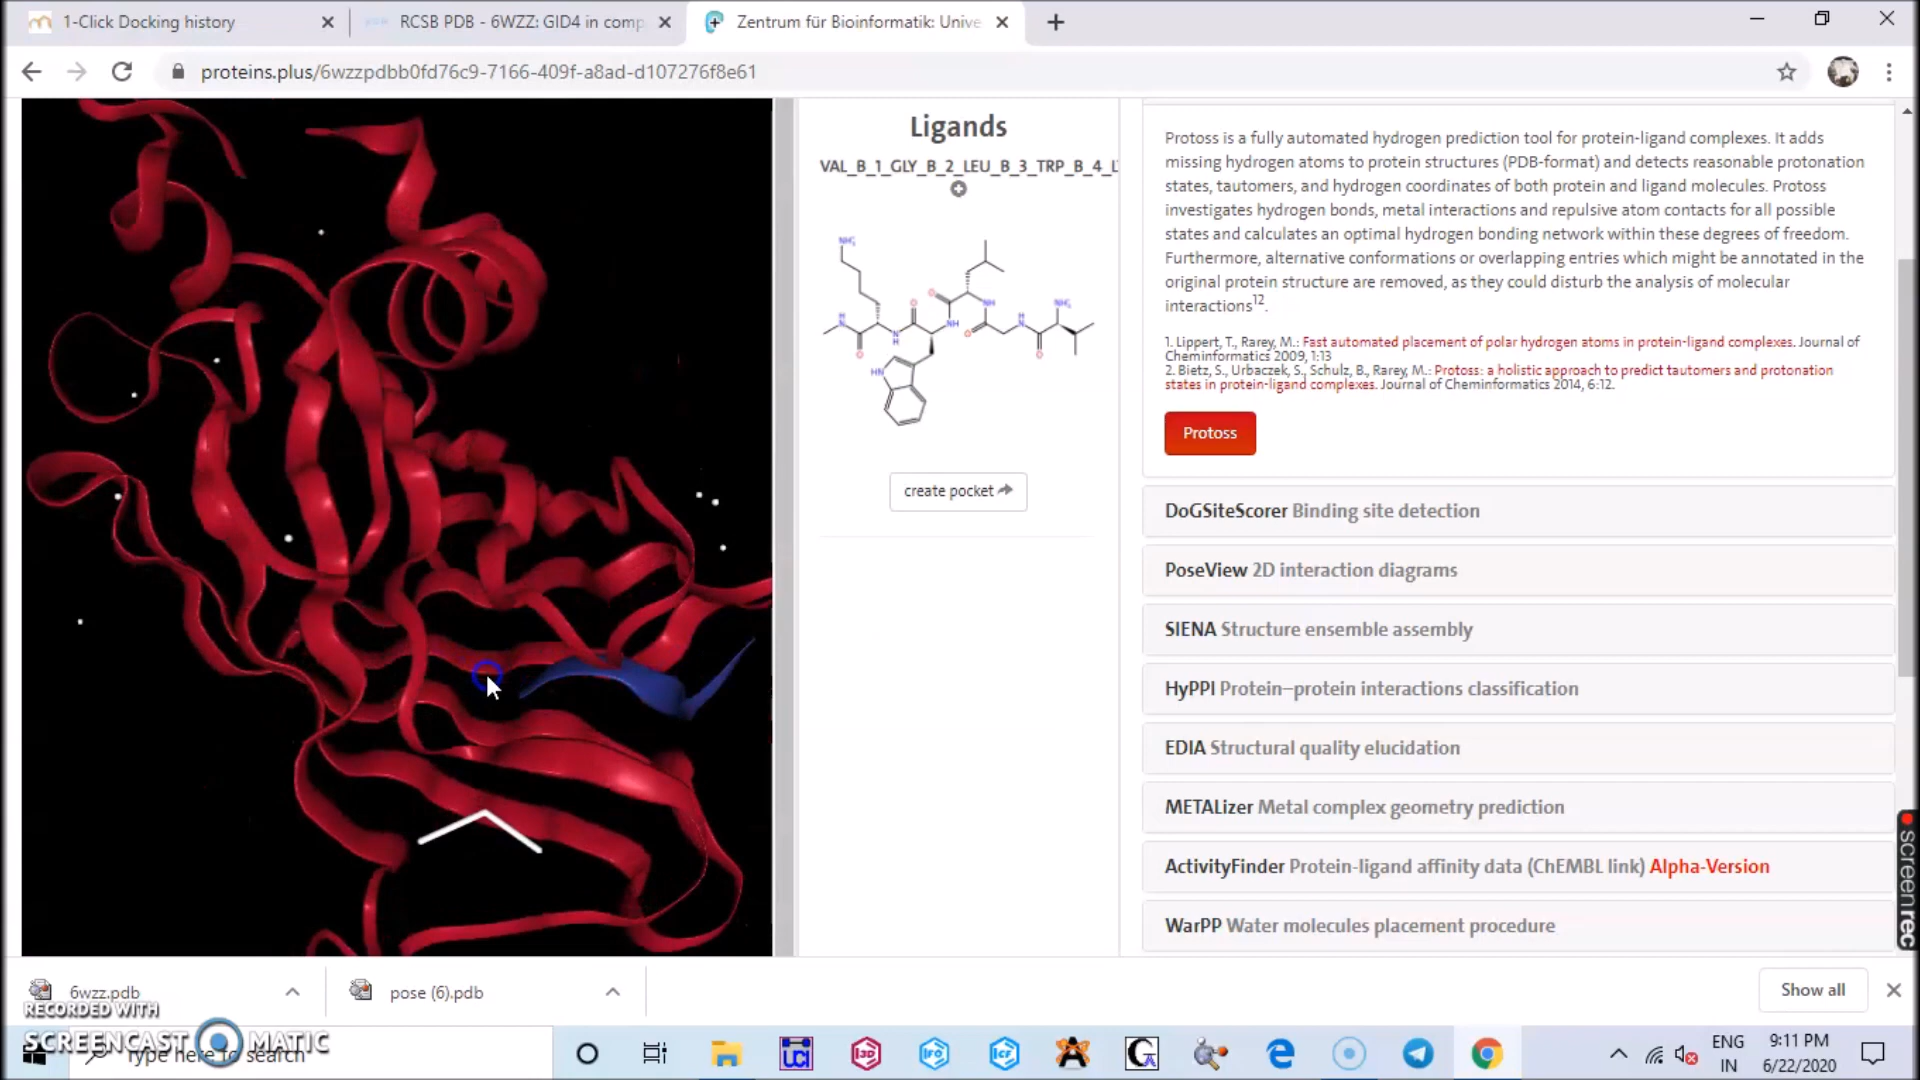 1-Click Docking history
RCSB PDB - 6WZZ: GID4 in comp
Zentrum für Bioinformatik: Unive
proteins.plus/6wzzpdbb0fd76c9-7166-409f-a8ad-d107276f8e61
Ligands
VAL_B_1_GLY_B_2_LEU_B_3_TRP_B_4_L
create pocket
Protoss is a fully automated hydrogen prediction tool for protein-ligand complexes. It adds
missing hydrogen atoms to protein structures (PDB-format) and detects reasonable protonation
states, tautomers, and hydrogen coordinates of both protein and ligand molecules. Protoss
investigates hydrogen bonds, metal interactions and repulsive atom contacts for all possible
states and calculates an optimal hydrogen bonding network within these degrees of freedom.
Furthermore, alternative conformations or overlapping entries which might be annotated in the
original protein structure are removed, as they could disturb the analysis of molecular
interactions12.
1. Lippert, T., Rarey, M.: Fast automated placement of polar hydrogen atoms in protein-ligand complexes. Journal of
Cheminformatics 2009, 1:13
2. Bietz, S., Urbaczek, S., Schulz, B., Rarey, M.: Protoss: a holistic approach to predict tautomers and protonation
states in protein-ligand complexes. Journal of Cheminformatics 2014, 6:12.
Protoss
DoGSiteScorer Binding site detection
PoseView 2D interaction diagrams
SIENA Structure ensemble assembly
HyPPI Protein–protein interactions classification
EDIA Structural quality elucidation
METALizer Metal complex geometry prediction
ActivityFinder Protein-ligand affinity data (ChEMBL link) Alpha-Version
WarPP Water molecules placement procedure
screenrec
6wzz.pdb
pose (6).pdb
Show all
RECORDED WITH
SCREENCAST MATIC
Type here to search
ENG
IN
9:11 PM
6/22/2020